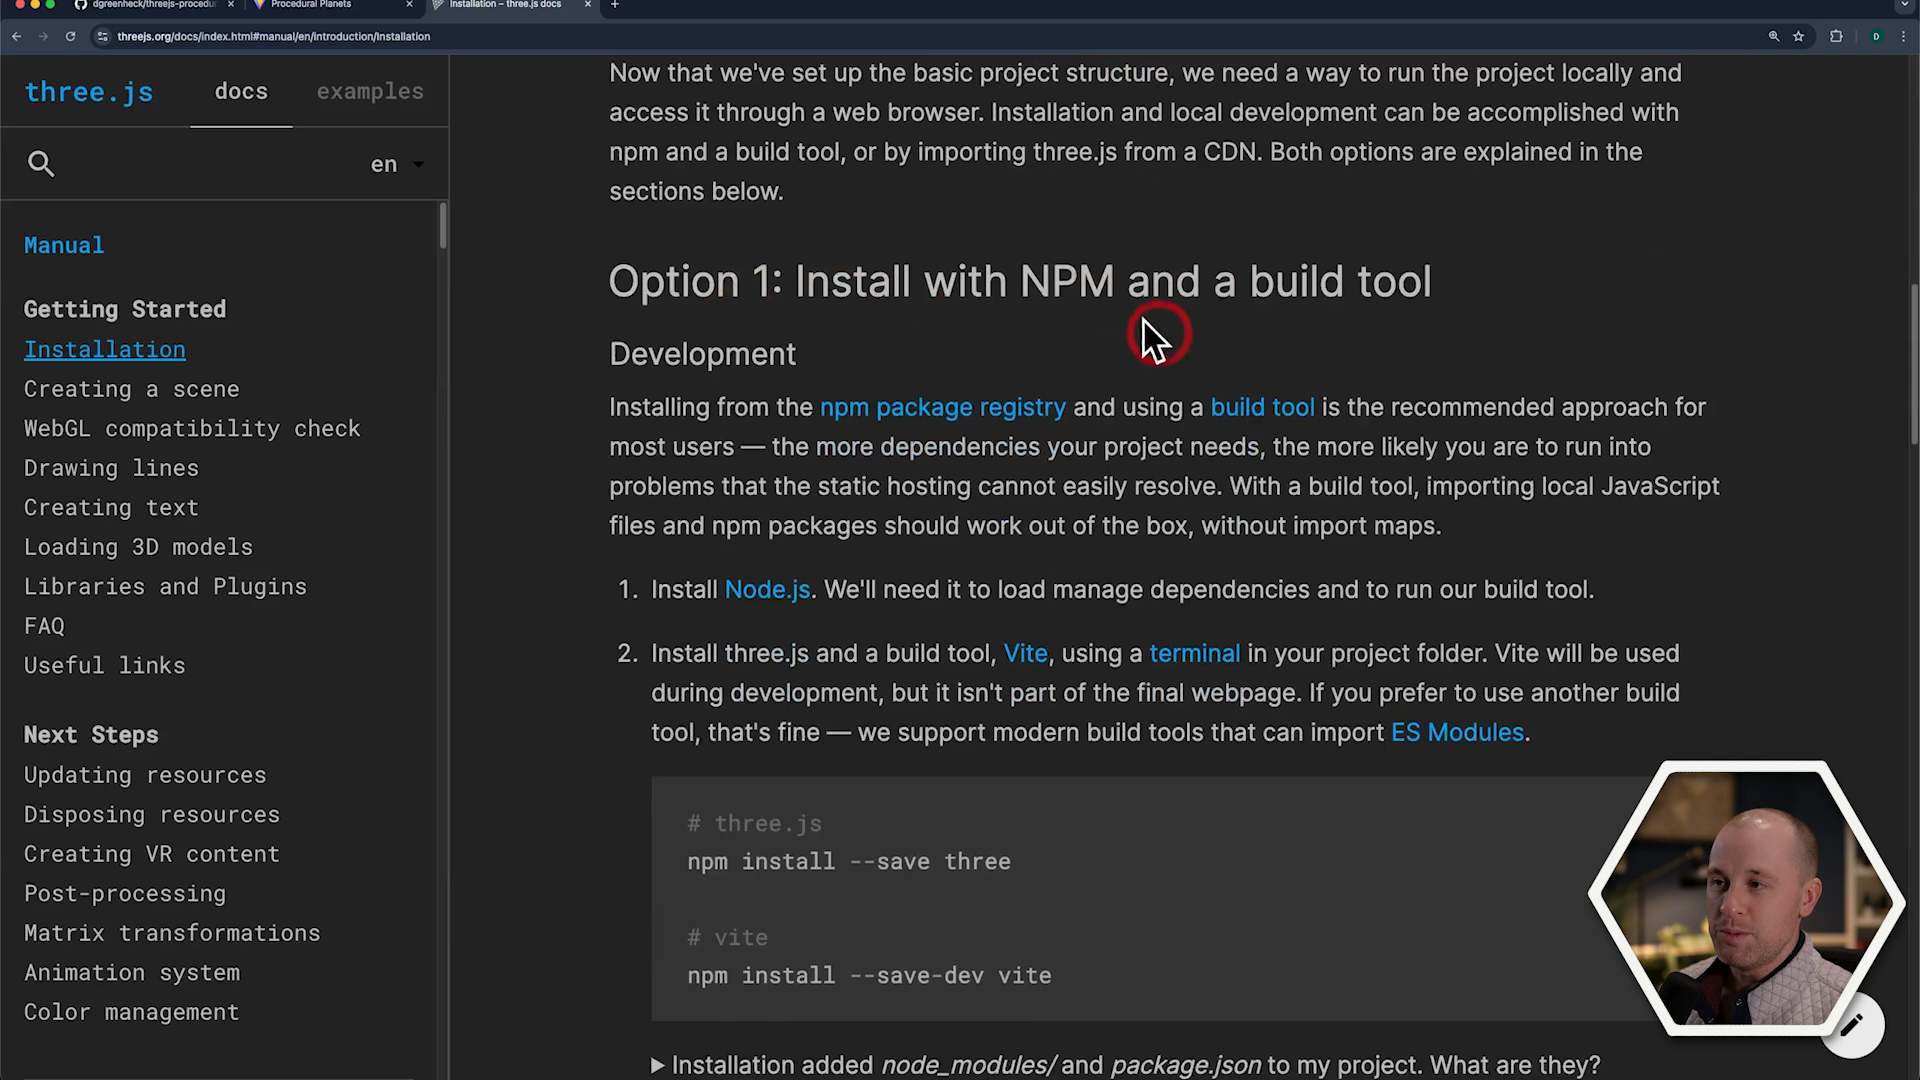 dgreenheck/threejs-procedur
Procedural Planets
Installation – three.js docs
threejs.org/docs/index.html#manual/en/introduction/Installation
D
three.js
docs
examples
en
Manual
Getting Started
Installation
Creating a scene
WebGL compatibility check
Drawing lines
Creating text
Loading 3D models
Libraries and Plugins
FAQ
Useful links
Next Steps
Updating resources
Disposing resources
Creating VR content
Post-processing
Matrix transformations
Animation system
Color management
Now that we've set up the basic project structure, we need a way to run the project locally and
access it through a web browser. Installation and local development can be accomplished with
npm and a build tool, or by importing three.js from a CDN. Both options are explained in the
sections below.
Option 1: Install with NPM and a build tool
Development
Installing from the npm package registry and using a build tool is the recommended approach for
most users — the more dependencies your project needs, the more likely you are to run into
problems that the static hosting cannot easily resolve. With a build tool, importing local JavaScript
files and npm packages should work out of the box, without import maps.
1. Install Node.js. We'll need it to load manage dependencies and to run our build tool.
2. Install three.js and a build tool, Vite, using a terminal in your project folder. Vite will be used
during development, but it isn't part of the final webpage. If you prefer to use another build
tool, that's fine — we support modern build tools that can import ES Modules.
# three.js
npm install --save three
# vite
npm install --save-dev vite
Installation added node_modules/ and package.json to my project. What are they?